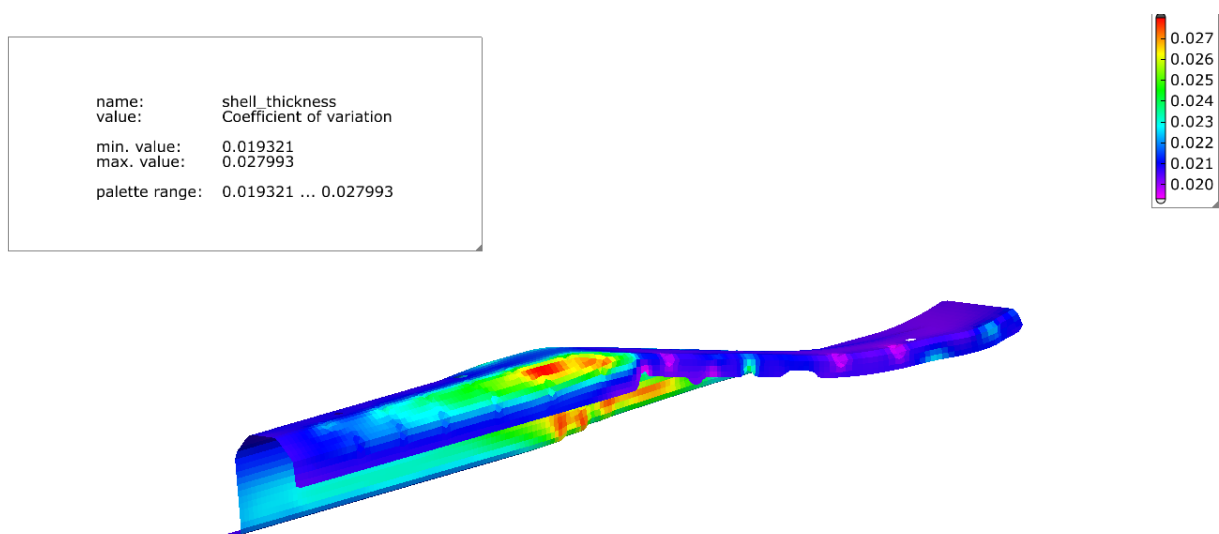 name: shell_thickness
value: Coefficient of variation
min. value: 0.019321
max. value: 0.027993
palette range: 0.019321 ... 0.027993
0.027
0.026
0.025
0.024
0.023
0.022
0.021
0.020